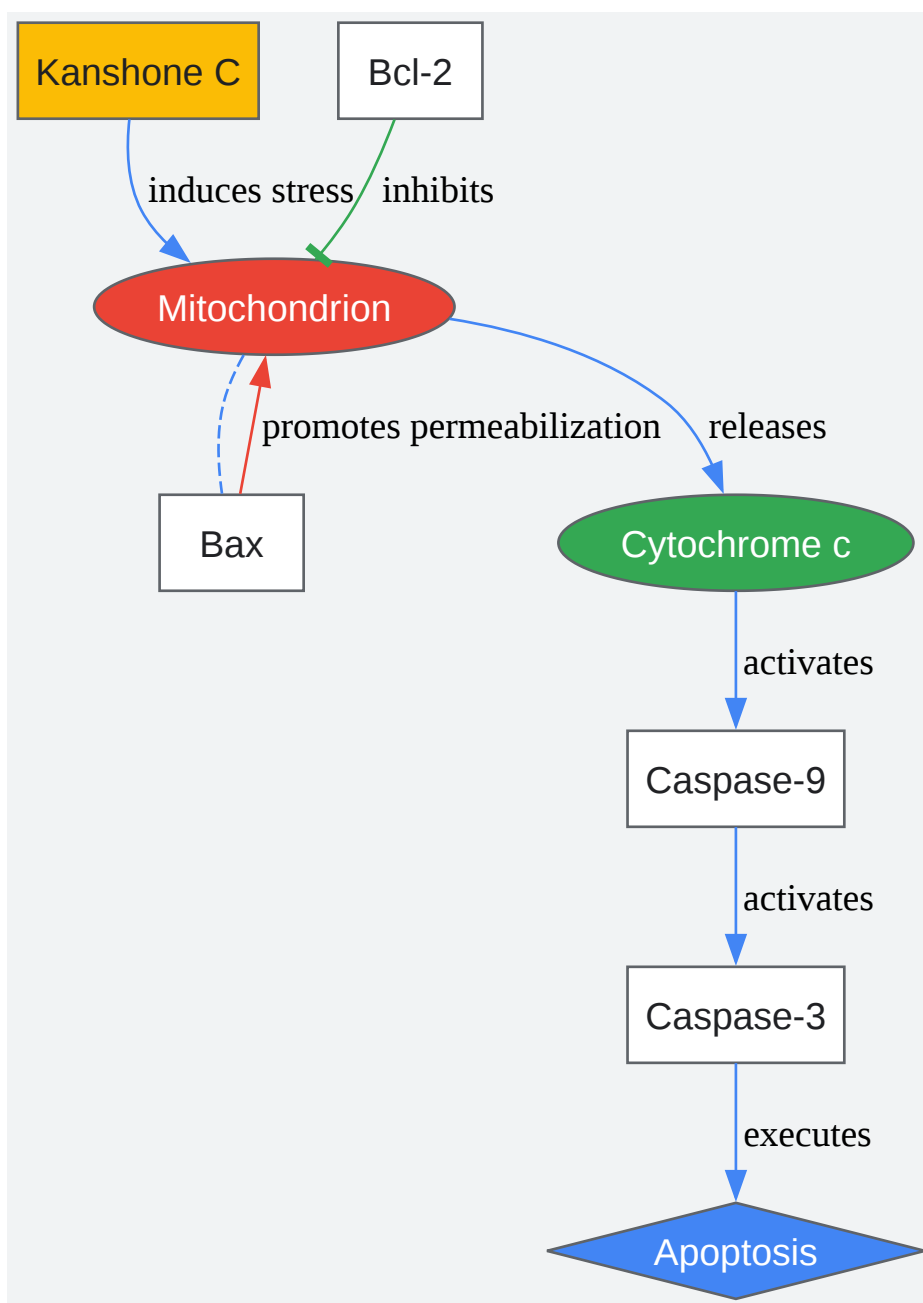 Kanshone C
Bcl-2
induces stress
inhibits
Mitochondrion
promotes permeabilization
releases
Bax
Cytochrome c
activates
Caspase-9
activates
Caspase-3
executes
Apoptosis